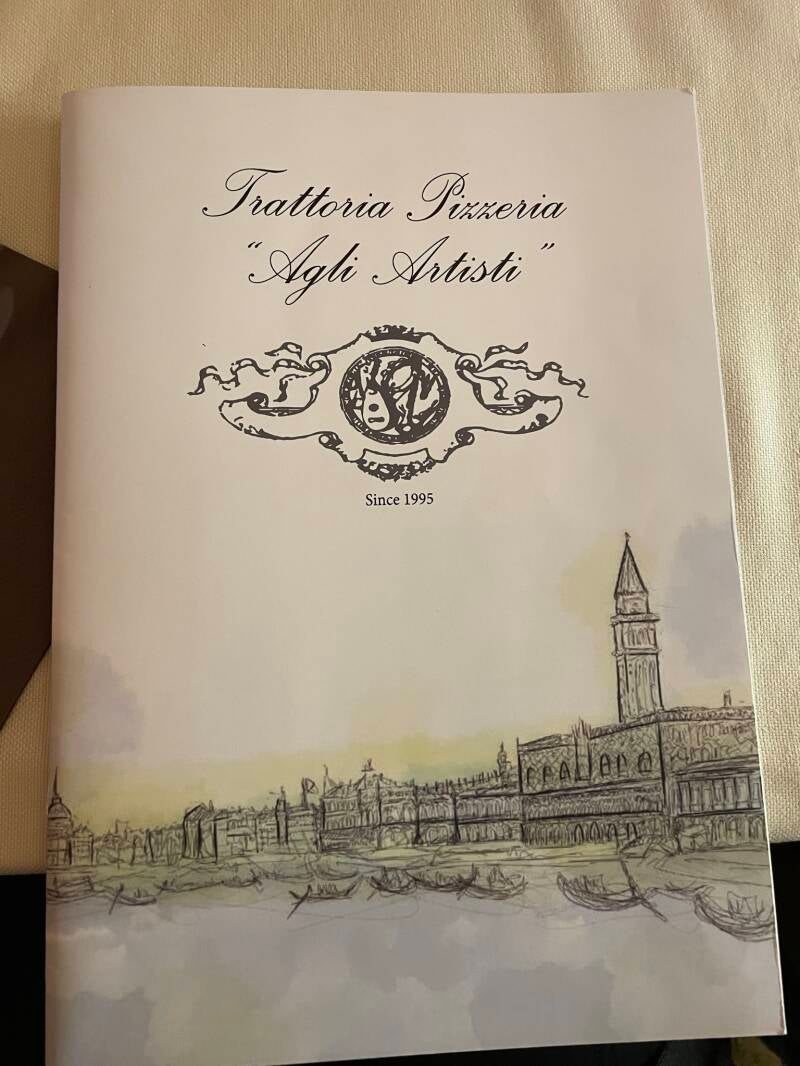 Trattoria Pizzeria
“Agli Artisti”
Since 1995